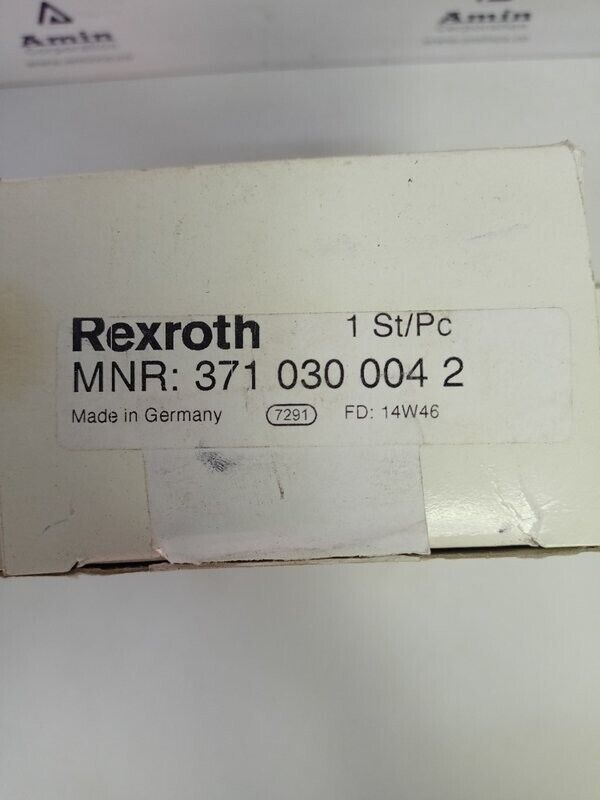 Amin
Amin
Rexroth 1 St/Pc
MNR: 371 030 004 2
Made in Germany 7291 FD: 14W46